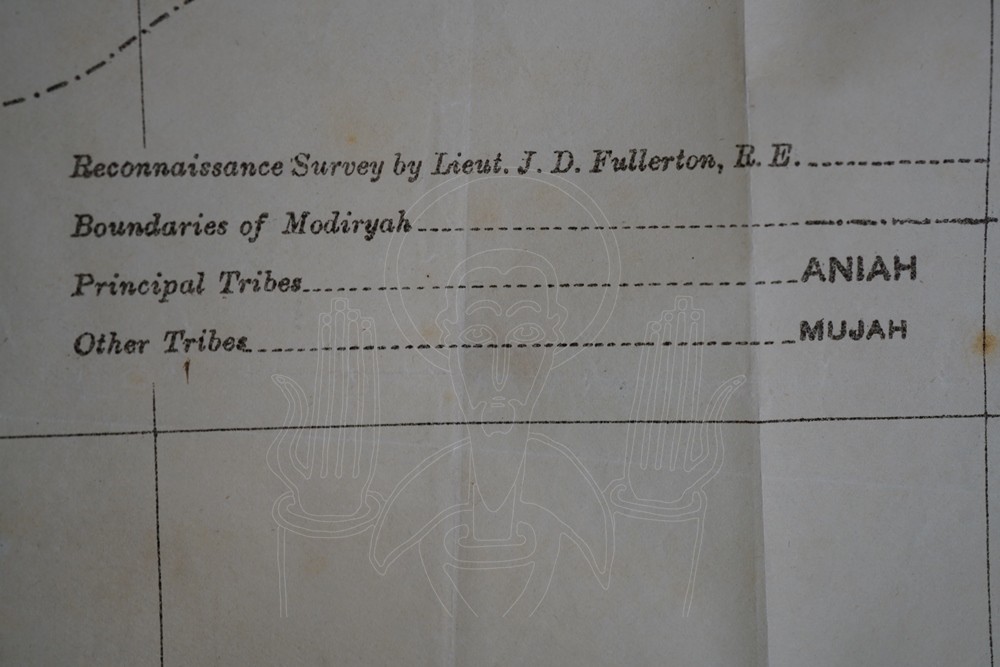 Reconnaissance Survey by Lieut. J. D. Fullerton, R. E.
Boundaries of Modiryah
Principal Tribes ANIAH
Other Tribes MUJAH